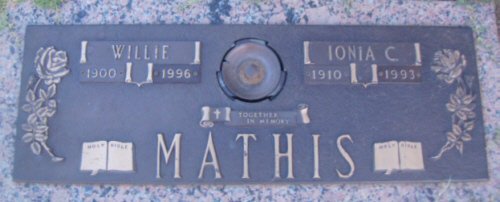 WILLIE
1900 1996
IONIA C.
1910 1993
TOGETHER
IN MEMORY
MATHIS
HOLY BIBLE
HOLY BIBLE